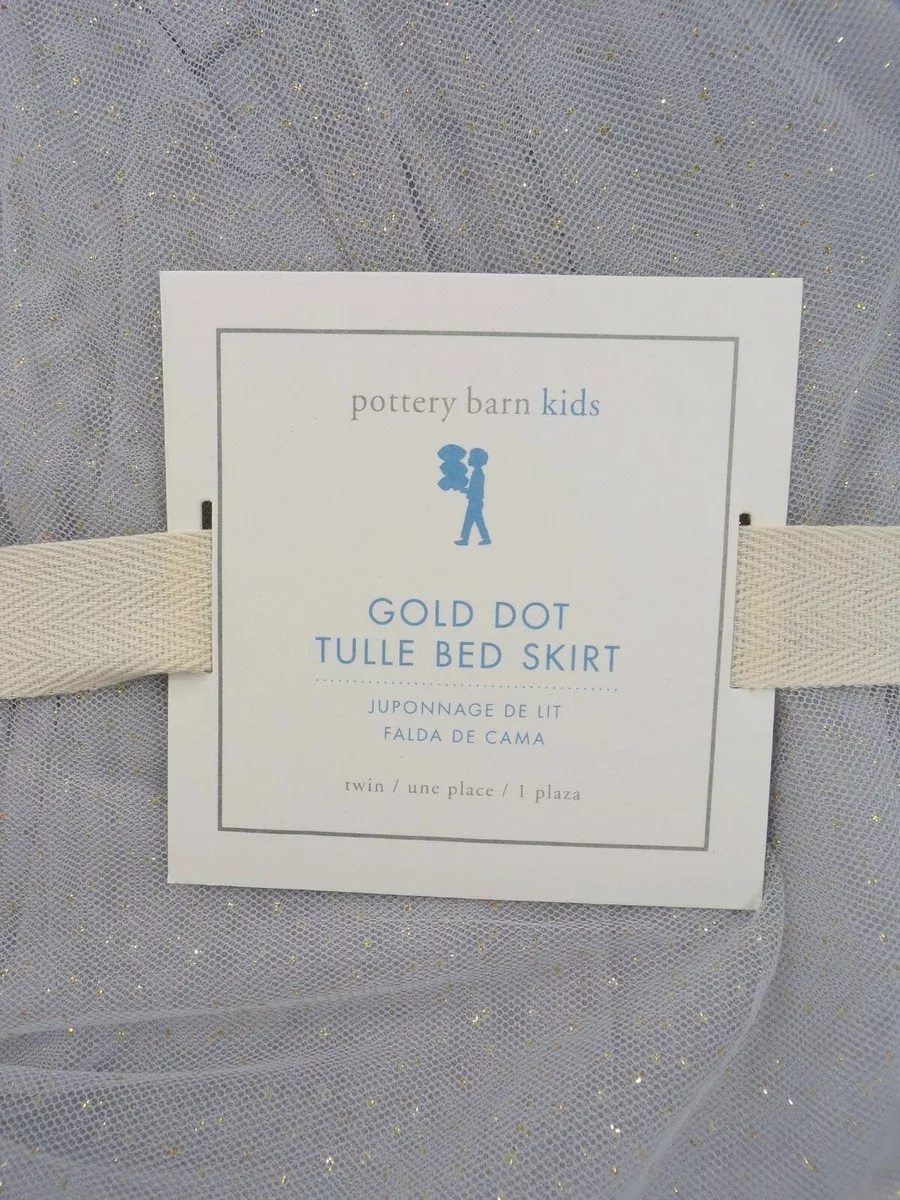 pottery barn kids
GOLD DOT
TULLE BED SKIRT
JUPONNAGE DE LIT
FALDA DE CAMA
twin / une place / 1 plaza